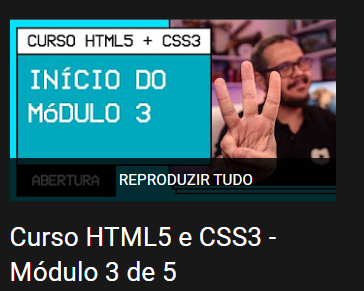 CURSO HTML5 + CSS3
INÍCIO DO
MÓDULO 3
ABERTURA
REPRODUZIR TUDO
Curso HTML5 e CSS3 -
Módulo 3 de 5